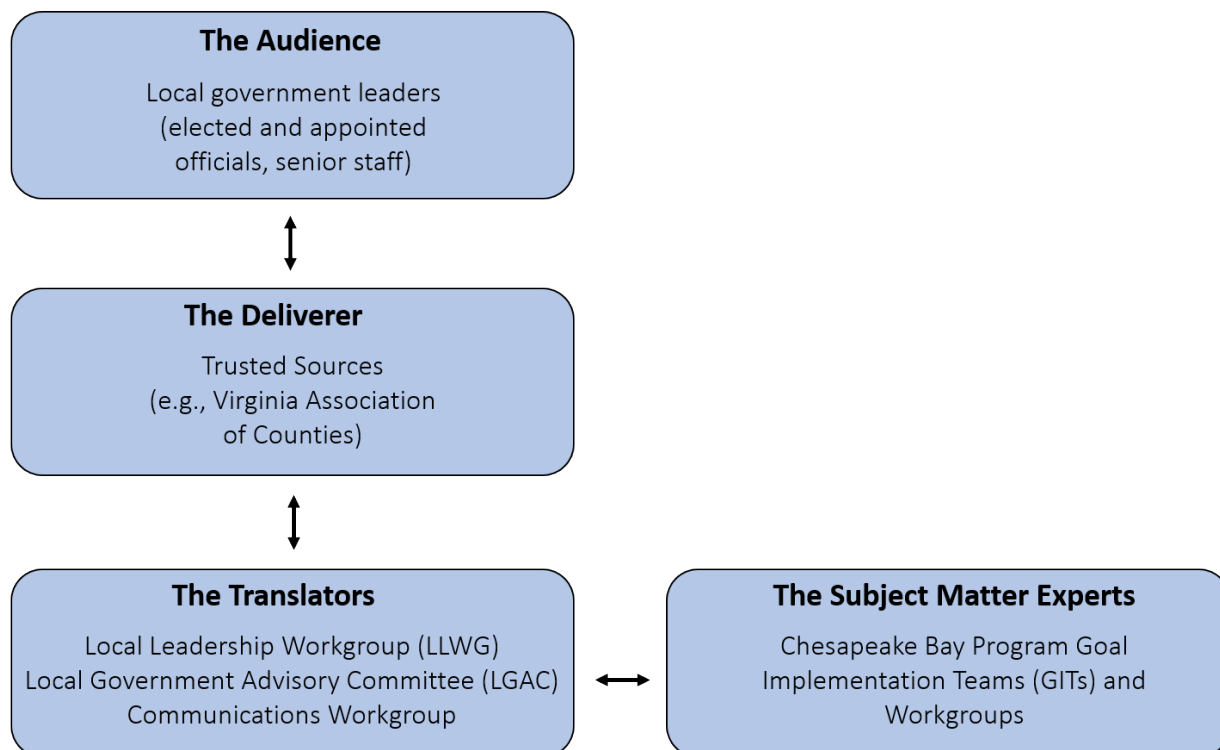 The Audience
Local government leaders
(elected and appointed
officials, senior staff)
The Deliverer
Trusted Sources
(e.g., Virginia Association
of Counties)
The Translators
Local Leadership Workgroup (LLWG)
Local Government Advisory Committee (LGAC)
Communications Workgroup
The Subject Matter Experts
Chesapeake Bay Program Goal
Implementation Teams (GITs) and
Workgroups